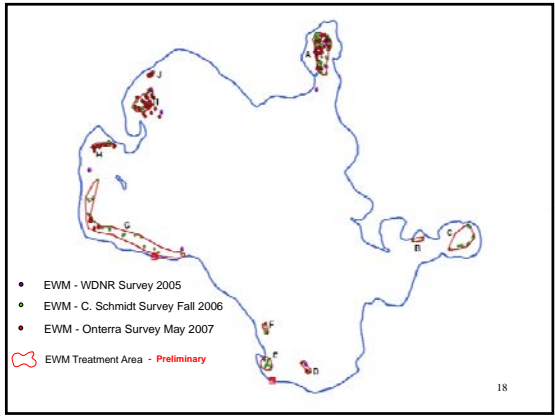 A
J
I
H
G
C
B
F
E
D
EWM - WDNR Survey 2005
EWM - C. Schmidt Survey Fall 2006
EWM - Onterra Survey May 2007
EWM Treatment Area - Preliminary
18